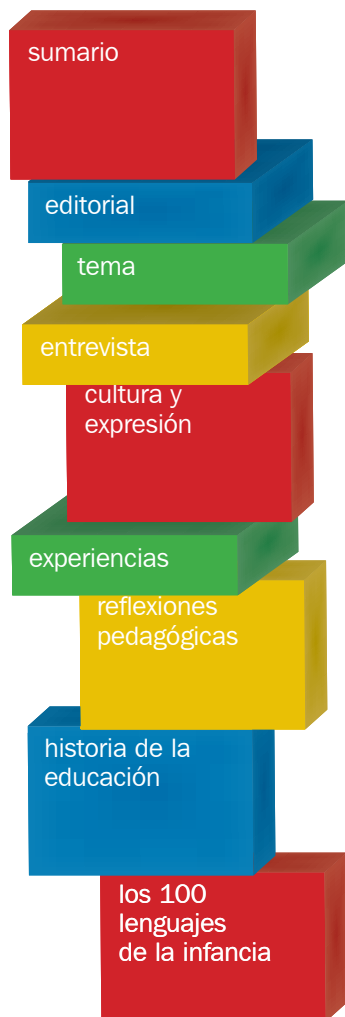 sumario
editorial
tema
entrevista
cultura y
expresión
experiencias
reflexiones
pedagógicas
historia de la
educación
los 100
lenguajes
de la infancia